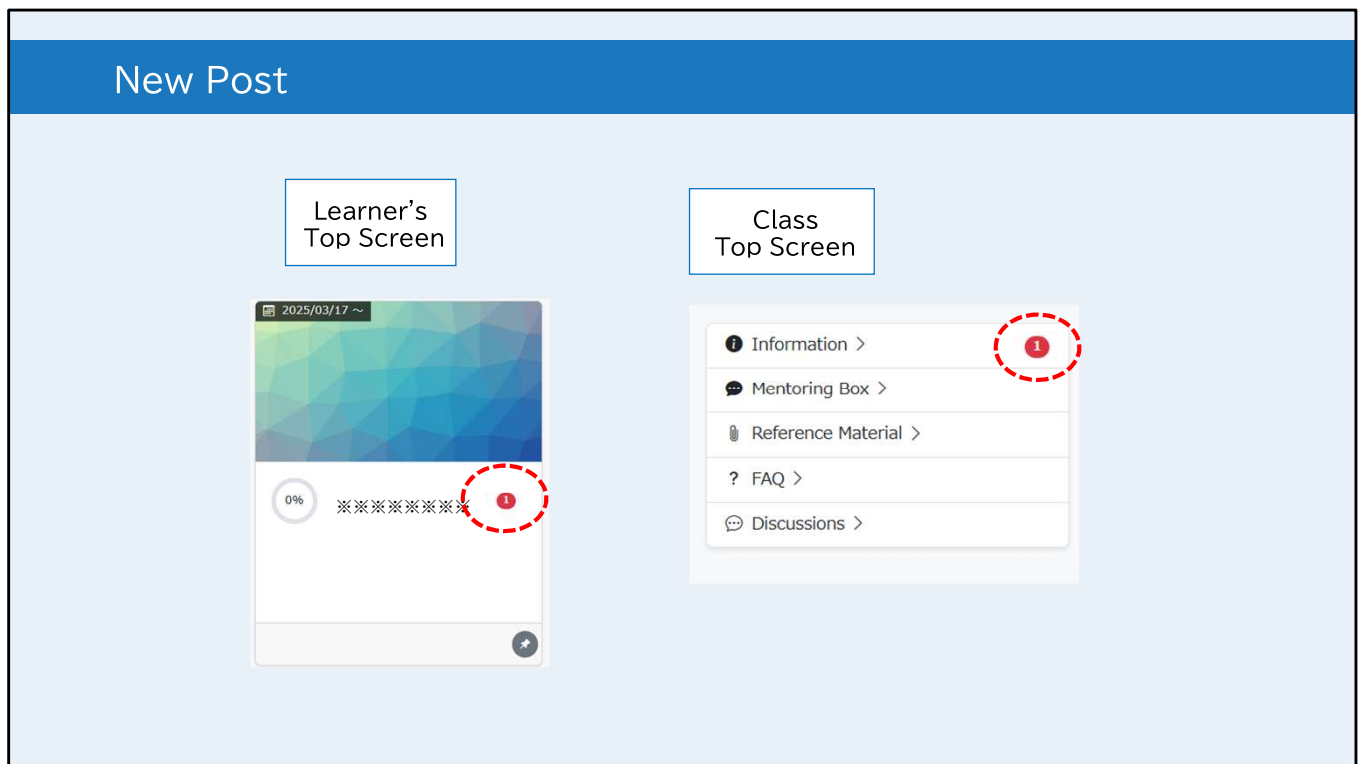 New Post
Learner’s
Top Screen
Class
Top Screen
2025/03/17 ～
0%
※※※※※※※※
1
Information >
1
Mentoring Box >
Reference Material >
? FAQ >
Discussions >